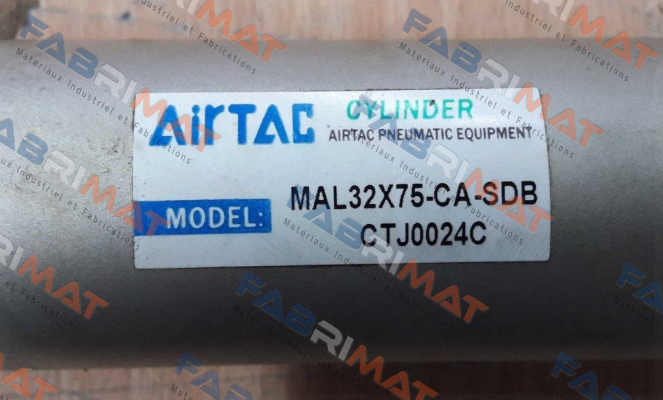 AirTAC
CYLINDER
AIRTAC PNEUMATIC EQUIPMENT
MODEL:
MAL32X75-CA-SDB
CTJ0024C
FABRIMAT
Materiaux Industriel et Fabrications